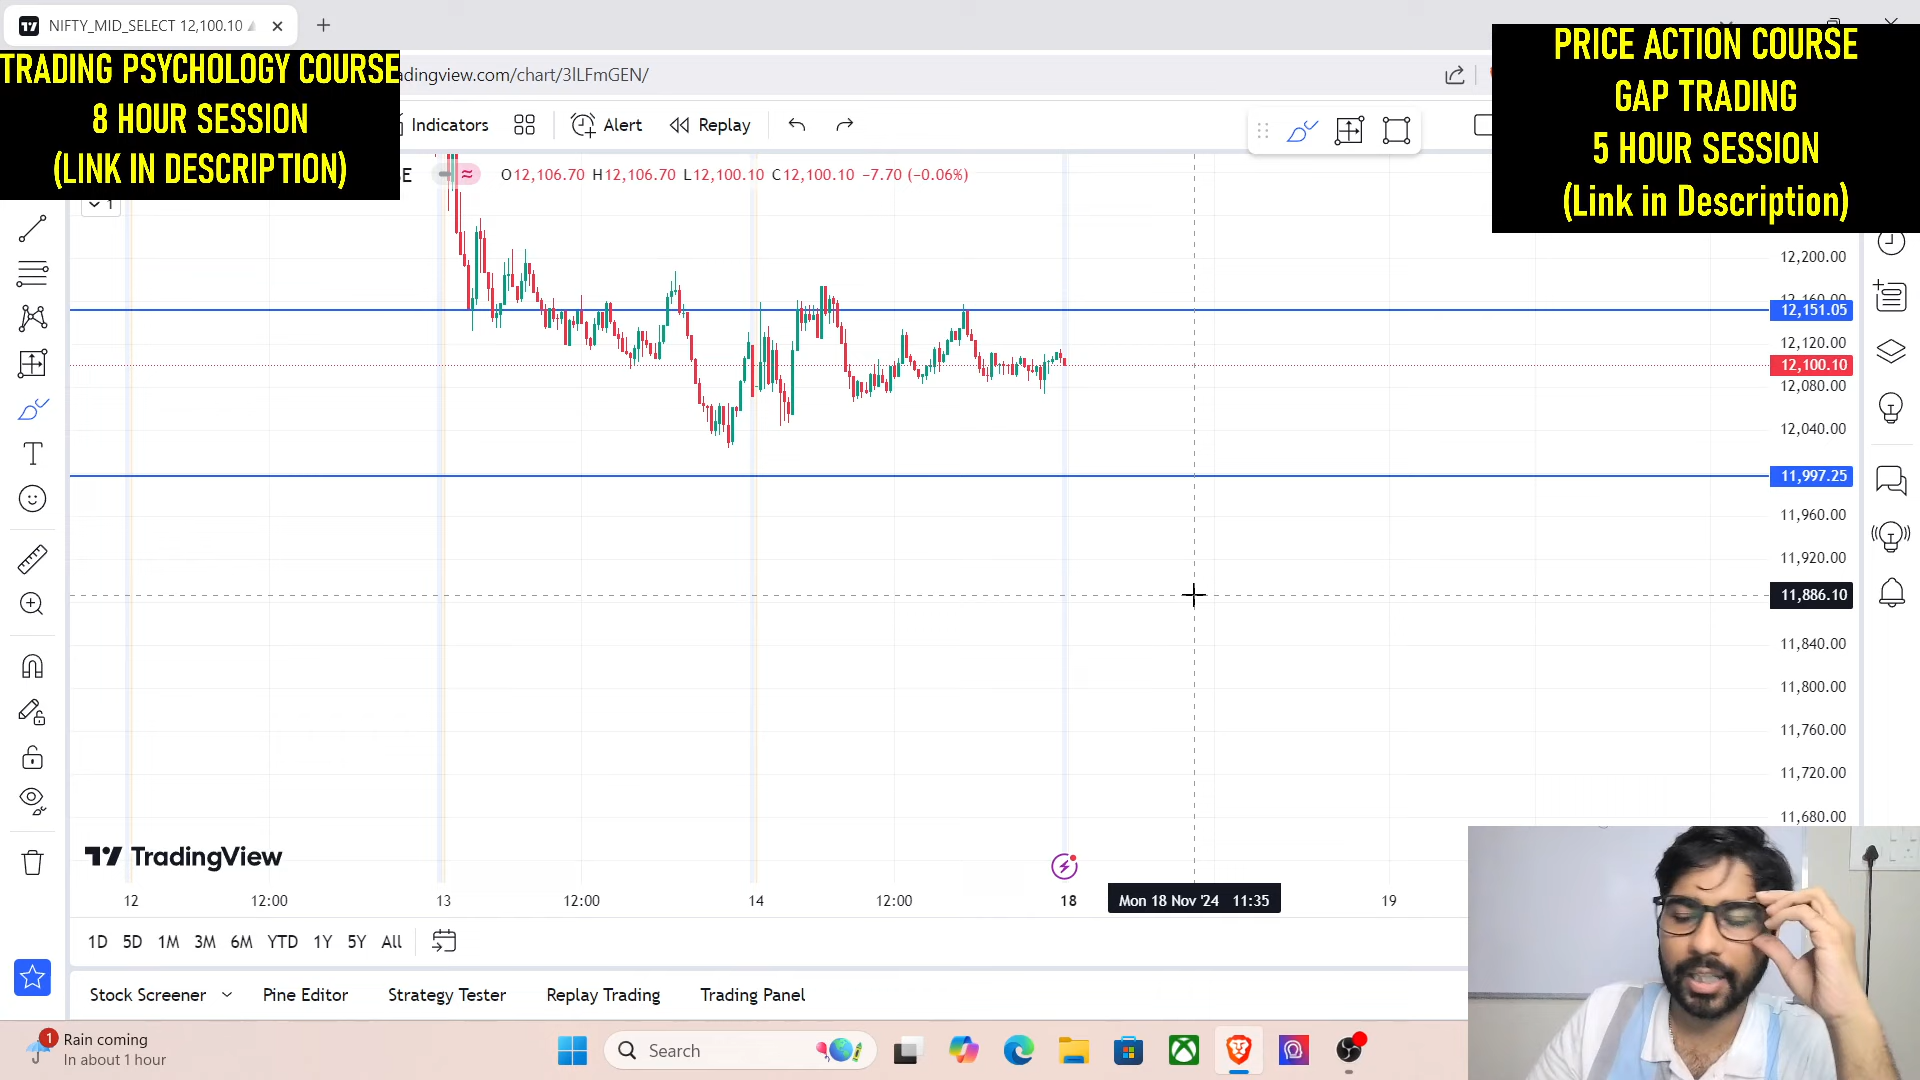 NIFTY_MID_SELECT 12,100.10
TRADING PSYCHOLOGY COURSE
8 HOUR SESSION
(LINK IN DESCRIPTION)
PRICE ACTION COURSE
GAP TRADING
5 HOUR SESSION
(Link in Description)
adingview.com/chart/3lLFmGEN/
Indicators
Alert
Replay
E
O12,106.70 H12,106.70 L12,100.10 C12,100.10 −7.70 (−0.06%)
1
12,200.00
12,160.00
12,151.05
12,120.00
12,100.10
12,080.00
12,040.00
11,997.25
11,960.00
11,920.00
11,886.10
11,840.00
11,800.00
11,760.00
11,720.00
11,680.00
TradingView
12 12:00 13 12:00 14 12:00 18 Mon 18 Nov '24 11:35 19
1D 5D 1M 3M 6M YTD 1Y 5Y All
Stock Screener Pine Editor Strategy Tester Replay Trading Trading Panel
1
Rain coming
In about 1 hour
Search